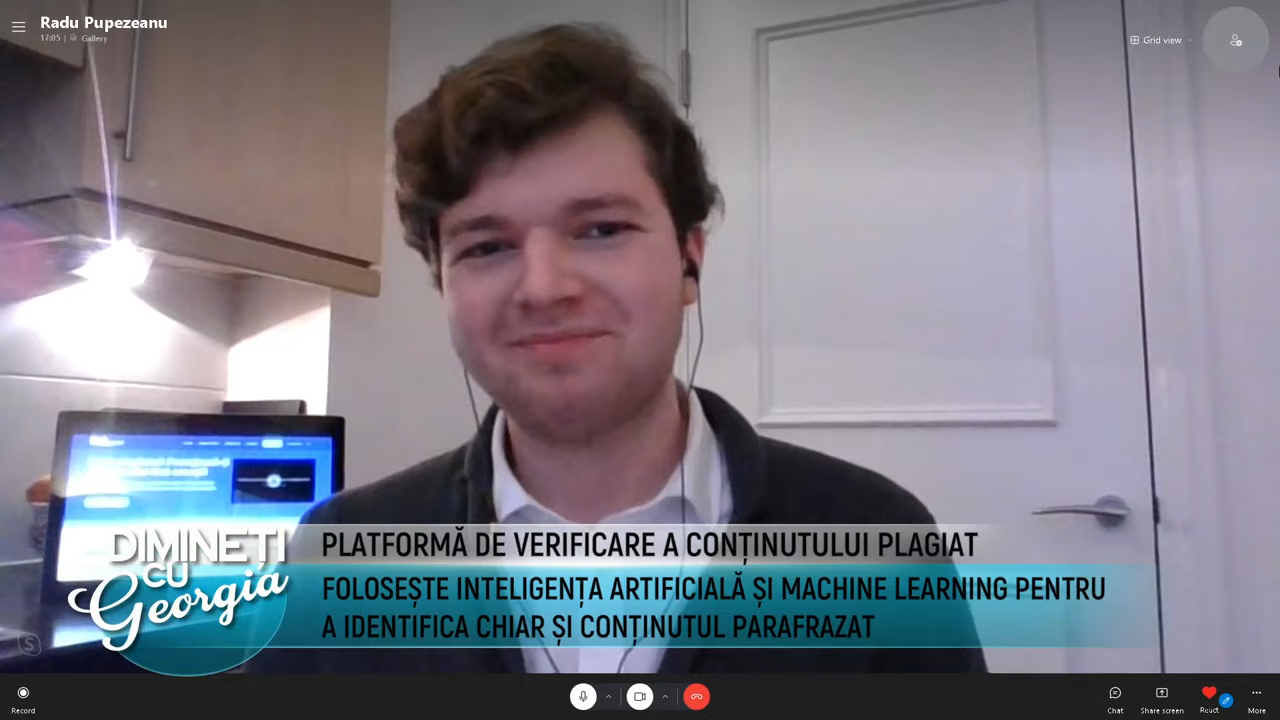 Radu Pupezeanu
17:05 | Gallery
Grid view
DIMINEȚI
CU
Georgia
PLATFORMĂ DE VERIFICARE A CONȚINUTULUI PLAGIAT
FOLOSEȘTE INTELIGENȚA ARTIFICIALĂ ȘI MACHINE LEARNING PENTRU
A IDENTIFICA CHIAR ȘI CONȚINUTUL PARAFRAZAT
Record
Chat
Share screen
React
More